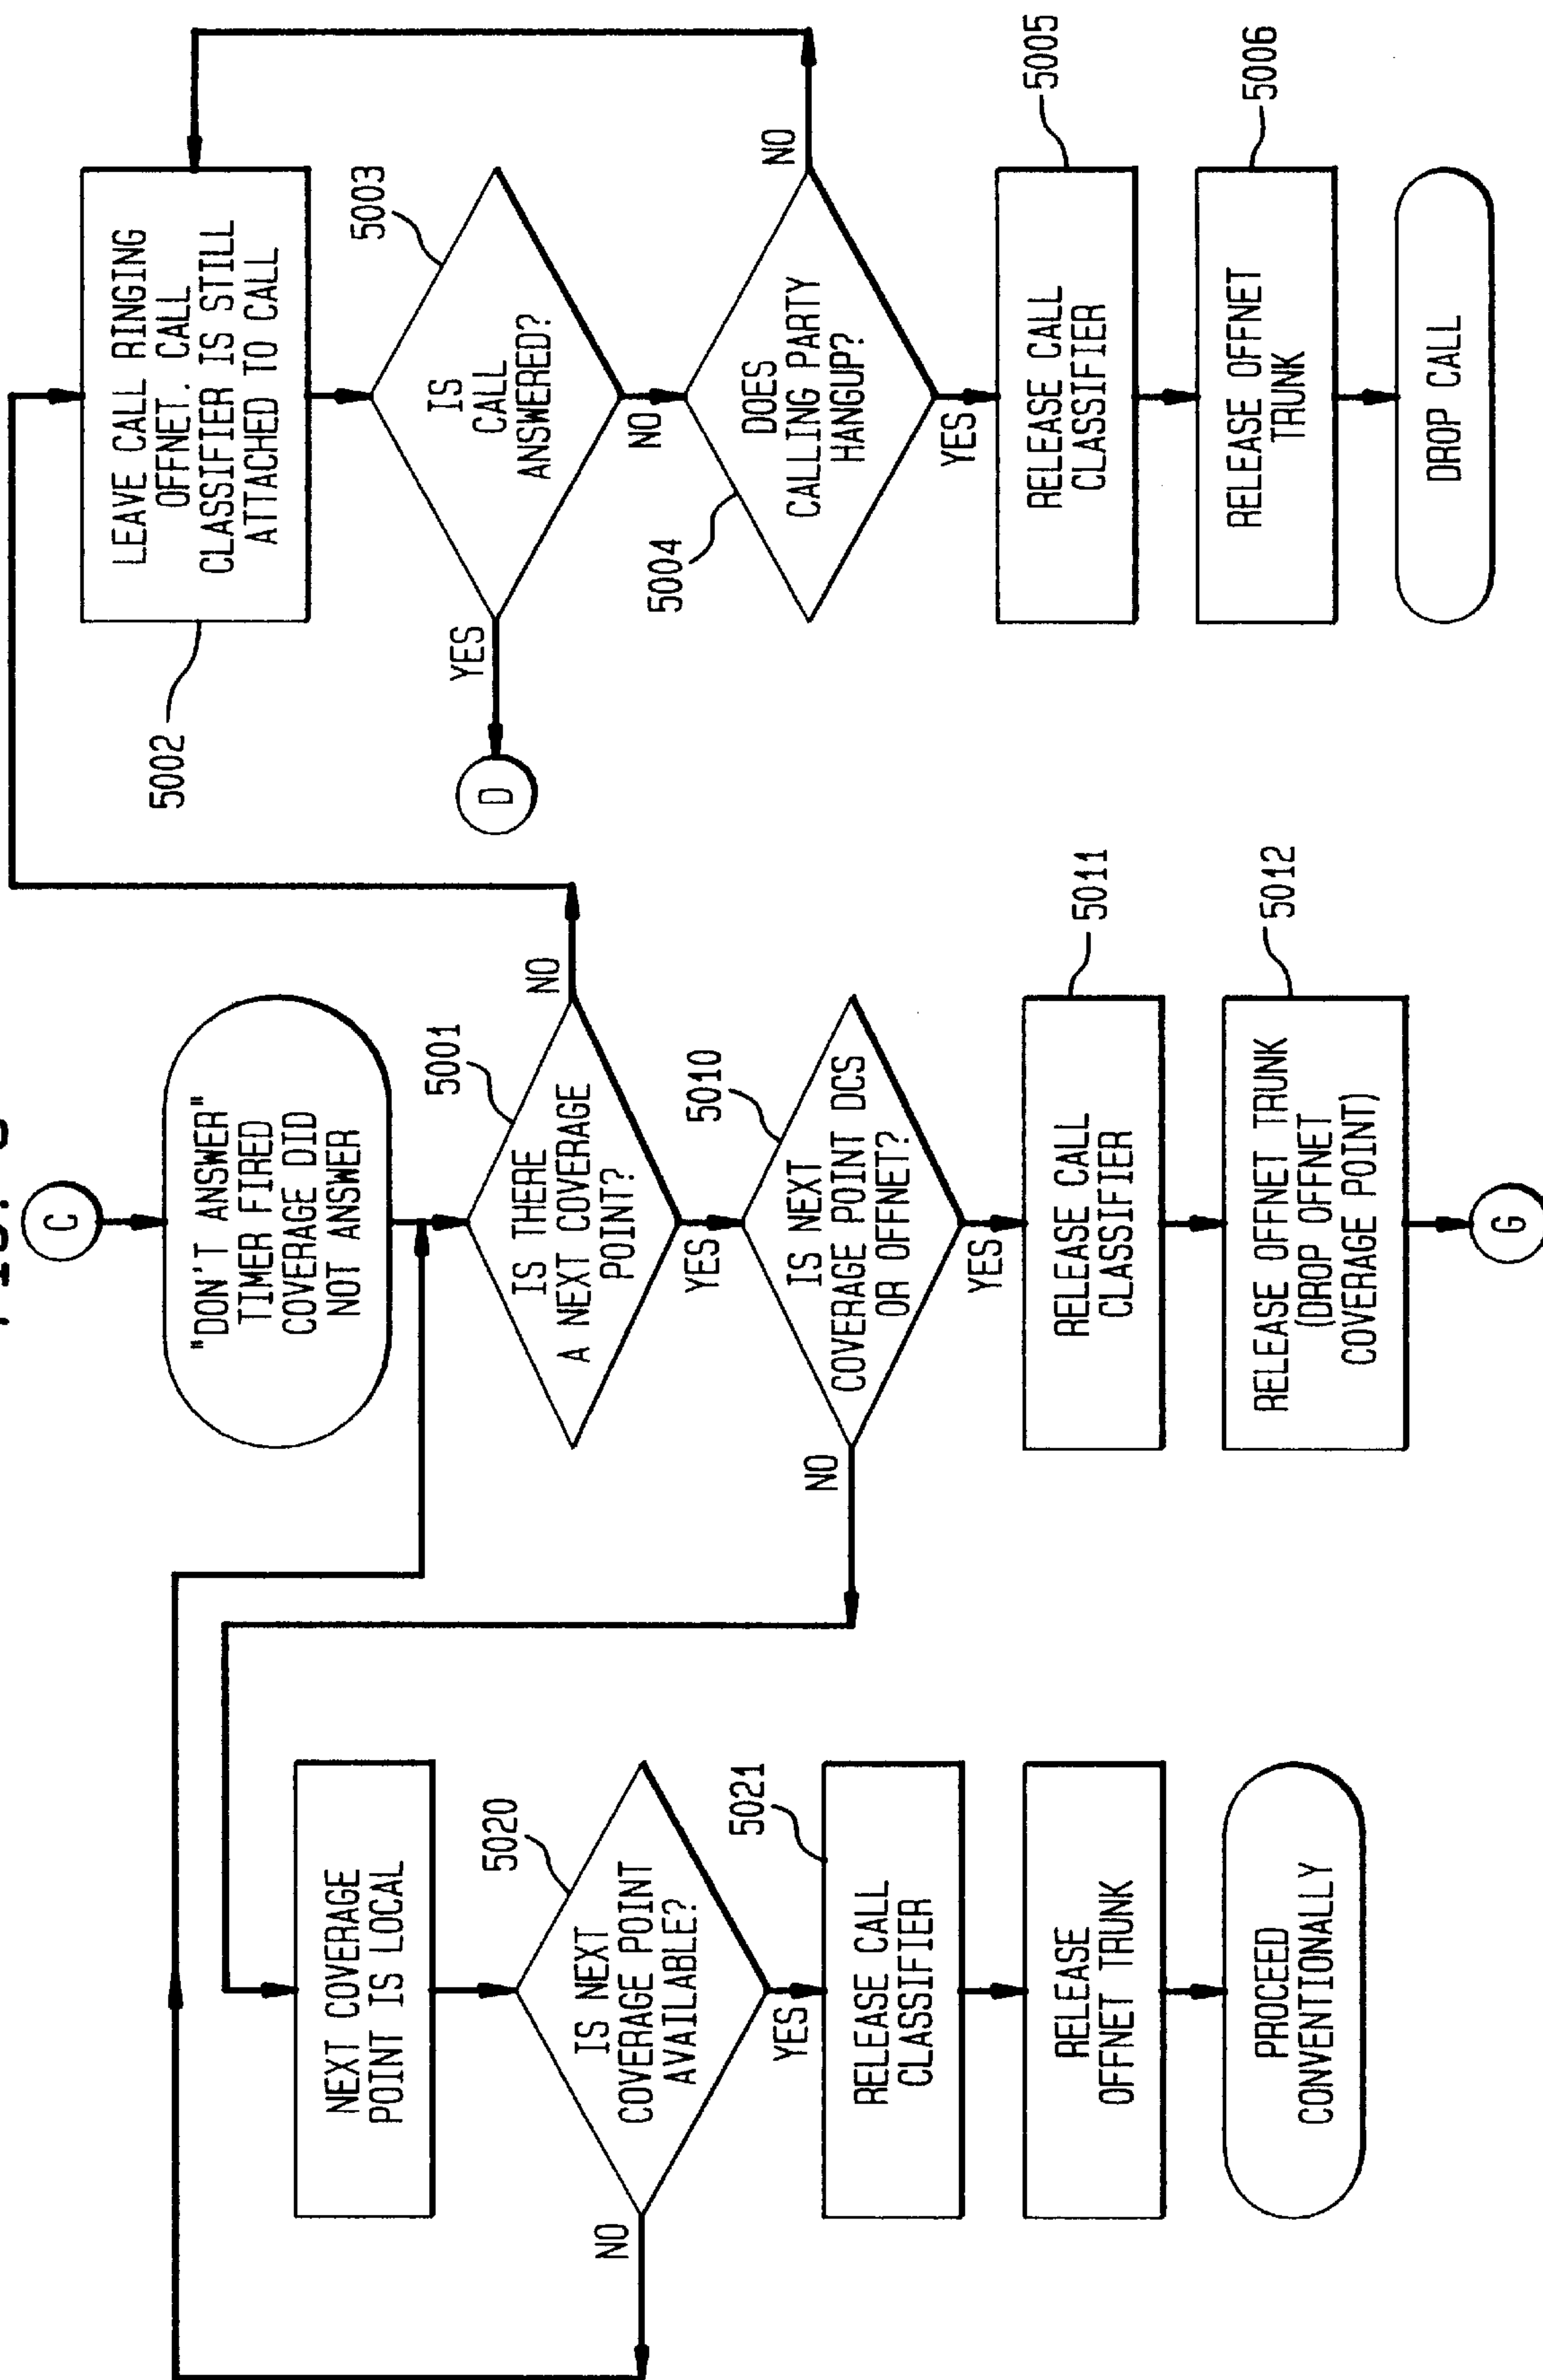 C
"DON'T ANSWER"
TIMER FIRED
COVERAGE DID
NOT ANSWER
5001
IS THERE
A NEXT COVERAGE
POINT?
NO
YES
5010
IS NEXT
COVERAGE POINT DCS
OR OFFNET?
NO
YES
RELEASE CALL
CLASSIFIER
5011
RELEASE OFFNET TRUNK
(DROP OFFNET
COVERAGE POINT)
5012
G
NEXT COVERAGE
POINT IS LOCAL
5020
IS NEXT
COVERAGE POINT
AVAILABLE?
NO
YES
5021
RELEASE CALL
CLASSIFIER
RELEASE
OFFNET TRUNK
PROCEED
CONVENTIONALLY
LEAVE CALL RINGING
OFFNET. CALL
CLASSIFIER IS STILL
ATTACHED TO CALL
5002
5003
IS
CALL
ANSWERED?
YES
D
NO
5004
DOES
CALLING PARTY
HANGUP?
NO
YES
RELEASE CALL
CLASSIFIER
5005
RELEASE OFFNET
TRUNK
5006
DROP CALL